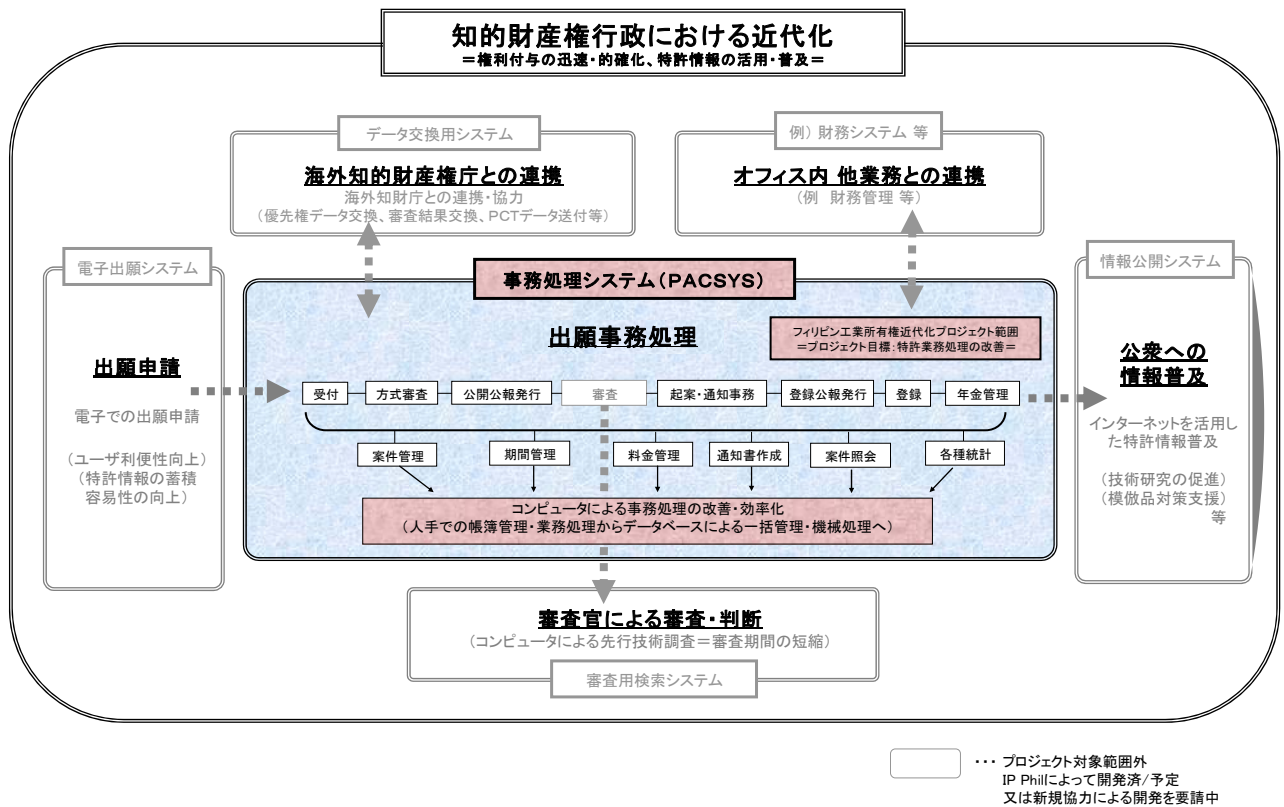 知的財産権行政における近代化
=権利付与の迅速・的確化、特許情報の活用・普及=
データ交換用システム
海外知的財産権庁との連携
海外知財庁との連携・協力
(優先権データ交換、審査結果交換、PCTデータ送付等)
例)財務システム 等
オフィス内 他業務との連携
(例 財務管理 等)
電子出願システム
出願申請
電子での出願申請
(ユーザ利便性向上)
(特許情報の蓄積
容易性の向上)
事務処理システム(PACSYS)
出願事務処理
フィリピン工業所有権近代化プロジェクト範囲
=プロジェクト目標:特許業務処理の改善=
受付
方式審査
公開公報発行
審査
起案・通知事務
登録公報発行
登録
年金管理
案件管理
期間管理
料金管理
通知書作成
案件照会
各種統計
コンピュータによる事務処理の改善・効率化
(人手での帳簿管理・業務処理からデータベースによる一括管理・機械処理へ)
情報公開システム
公衆への
情報普及
インターネットを活用し
た特許情報普及
(技術研究の促進)
(模倣品対策支援)
等
審査官による審査・判断
(コンピュータによる先行技術調査=審査期間の短縮)
審査用検索システム
・・・ プロジェクト対象範囲外
IP Philによって開発済/予定
又は新規協力による開発を要請中